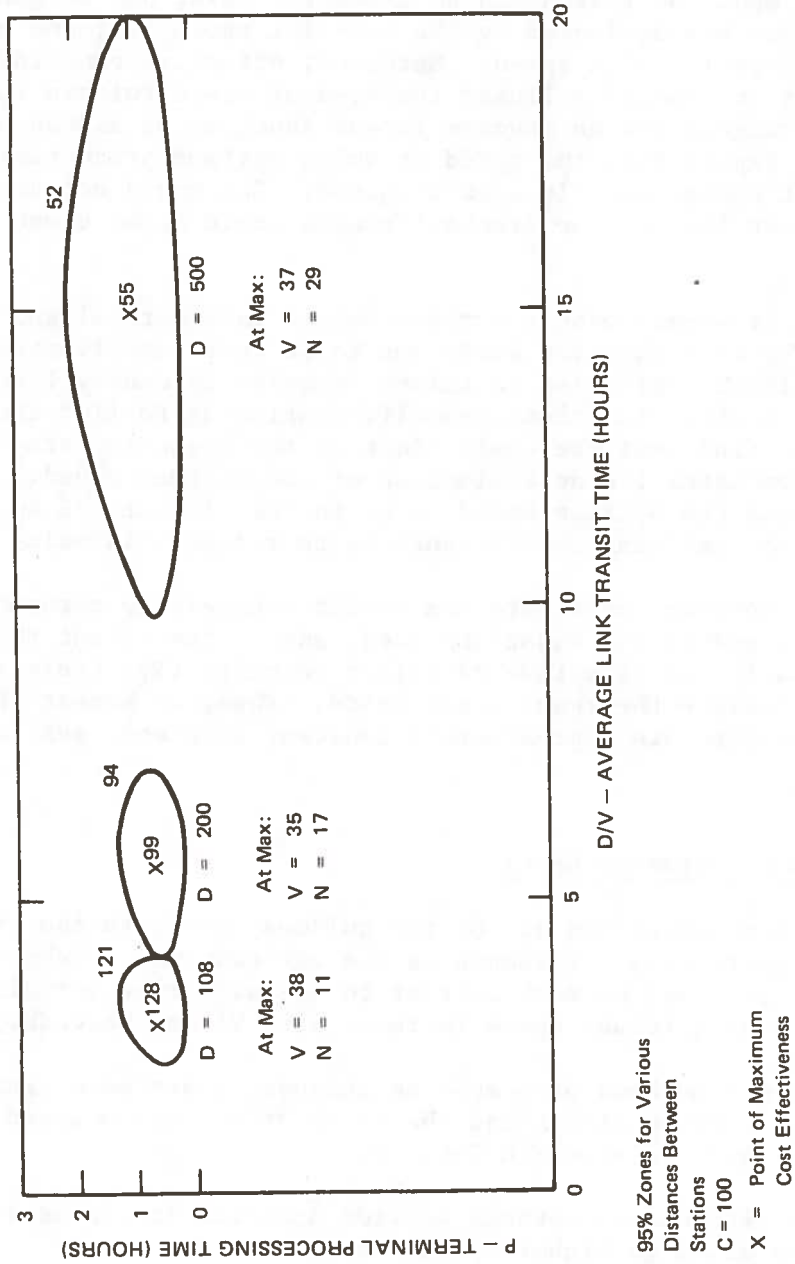 3
2
1
0
P – TERMINAL PROCESSING TIME (HOURS)
121
X128
D = 108
At Max:
V = 38
N = 11
94
X99
D = 200
At Max:
V = 35
N = 17
52
X55
D = 500
At Max:
V = 37
N = 29
0
5
10
15
20
D/V – AVERAGE LINK TRANSIT TIME (HOURS)
95% Zones for Various
Distances Between
Stations
C = 100
X = Point of Maximum
Cost Effectiveness